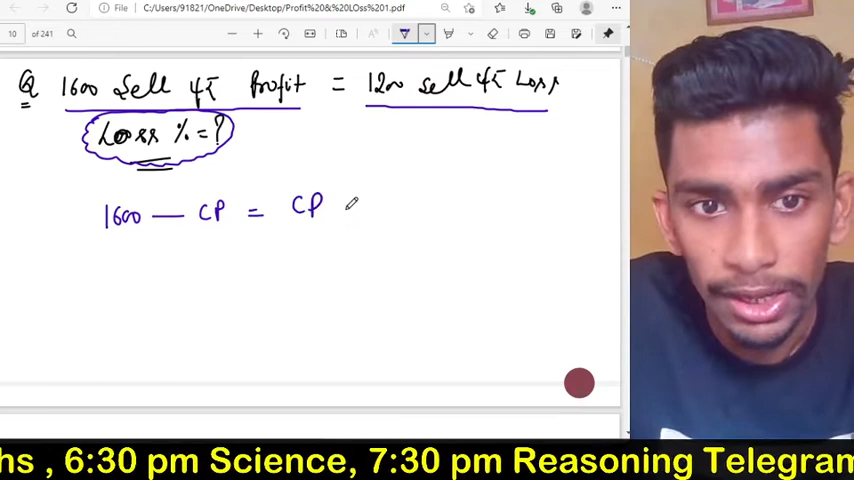 File
C:/Users/91821/OneDrive/Desktop/Profit%20&%20Loss%201.pdf
10 of 241
Q 1600 Sell Profit = 1200 Sell Loss
Loss % = ?
1600 — CP = CP
hs , 6:30 pm Science, 7:30 pm Reasoning Telegram